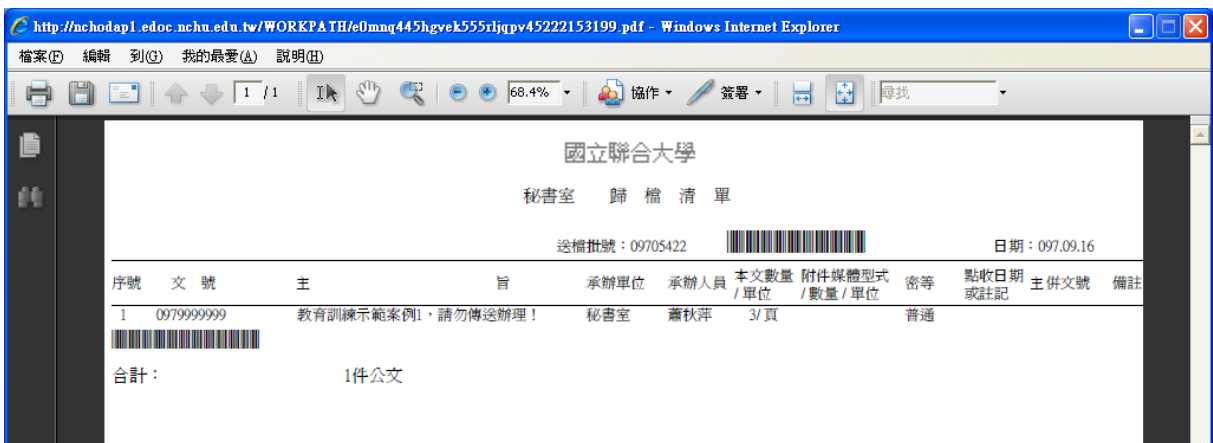 http://nchodap1.edoc.nchu.edu.tw/WORKPATH/e0mnq445hgvek555rljqpv45222153199.pdf - Windows Internet Explorer
檔案(F) 編輯 到(G) 我的最愛(A) 說明(H)
1 /1 68.4% 協作 簽署 尋找
國立聯合大學
秘書室 歸 檔 清 單
送檔批號：09705422 日期：097.09.16
序號 文 號 主 旨 承辦單位 承辦人員 本文數量/單位 附件媒體型式/數量/單位 密等 點收日期或註記 主併文號 備註
1 0979999999 教育訓練示範案例1，請勿傳送辦理！ 秘書室 蕭秋萍 3/頁 普通
合計： 1件公文